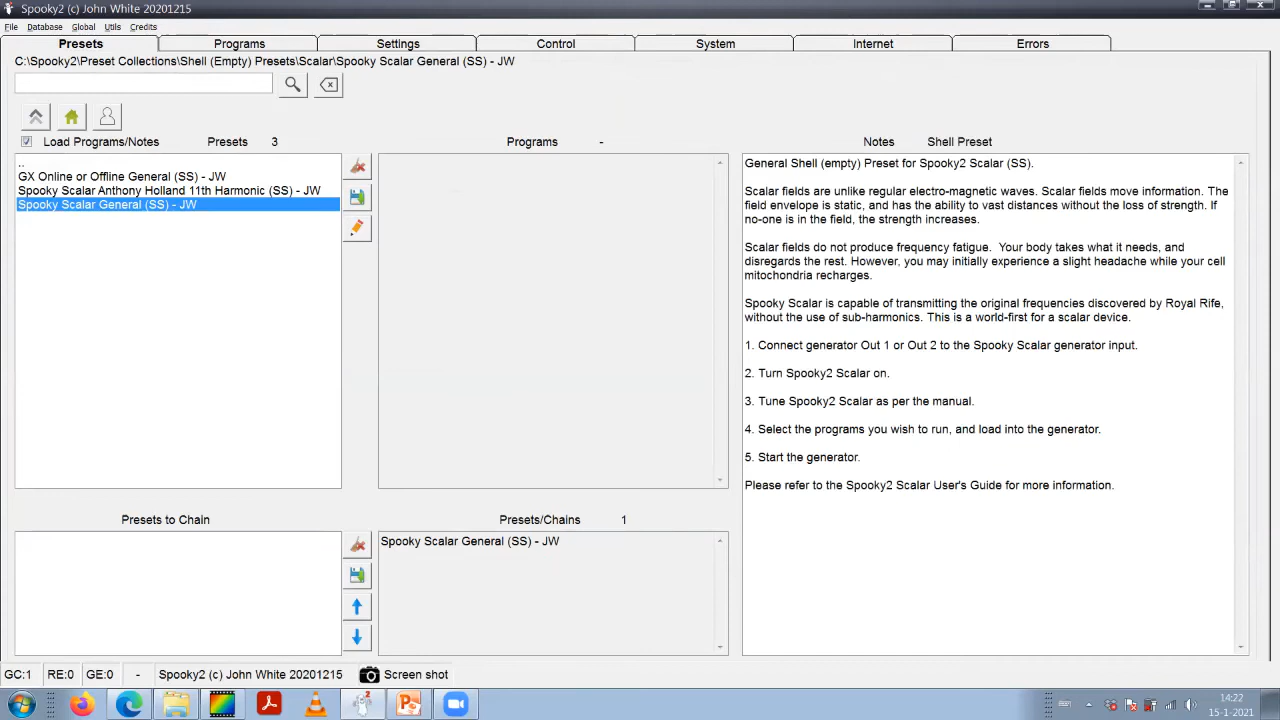 Spooky2 (c) John White 20201215
File Database Global Utils Credits
Presets Programs Settings Control System Internet Errors
C:\Spooky2\Preset Collections\Shell (Empty) Presets\Scalar\Spooky Scalar General (SS) - JW
Load Programs/Notes Presets 3 Programs - Notes Shell Preset
..
GX Online or Offline General (SS) - JW
Spooky Scalar Anthony Holland 11th Harmonic (SS) - JW
Spooky Scalar General (SS) - JW
General Shell (empty) Preset for Spooky2 Scalar (SS).
Scalar fields are unlike regular electro-magnetic waves. Scalar fields move information. The
field envelope is static, and has the ability to vast distances without the loss of strength. If
no-one is in the field, the strength increases.
Scalar fields do not produce frequency fatigue. Your body takes what it needs, and
disregards the rest. However, you may initially experience a slight headache while your cell
mitochondria recharges.
Spooky Scalar is capable of transmitting the original frequencies discovered by Royal Rife,
without the use of sub-harmonics. This is a world-first for a scalar device.
1. Connect generator Out 1 or Out 2 to the Spooky Scalar generator input.
2. Turn Spooky2 Scalar on.
3. Tune Spooky2 Scalar as per the manual.
4. Select the programs you wish to run, and load into the generator.
5. Start the generator.
Please refer to the Spooky2 Scalar User's Guide for more information.
Presets to Chain Presets/Chains 1
Spooky Scalar General (SS) - JW
GC:1 RE:0 GE:0 - Spooky2 (c) John White 20201215 Screen shot
14:22
15-1-2021